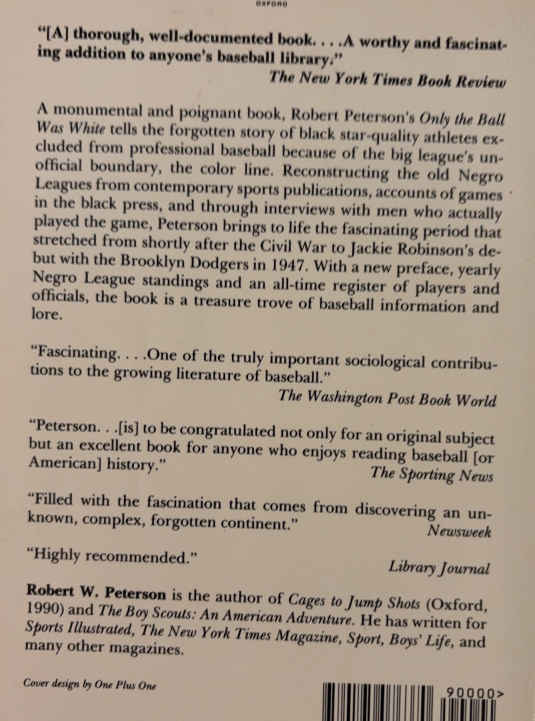 OXFORD
“[A] thorough, well-documented book. . . .A worthy and fascinat-
ing addition to anyone's baseball library.”
The New York Times Book Review
A monumental and poignant book, Robert Peterson's Only the Ball
Was White tells the forgotten story of black star-quality athletes ex-
cluded from professional baseball because of the big league's un-
official boundary, the color line. Reconstructing the old Negro
Leagues from contemporary sports publications, accounts of games
in the black press, and through interviews with men who actually
played the game, Peterson brings to life the fascinating period that
stretched from shortly after the Civil War to Jackie Robinson's de-
but with the Brooklyn Dodgers in 1947. With a new preface, yearly
Negro League standings and an all-time register of players and
officials, the book is a treasure trove of baseball information and
lore.
“Fascinating. . . .One of the truly important sociological contribu-
tions to the growing literature of baseball.”
The Washington Post Book World
“Peterson. . .[is] to be congratulated not only for an original subject
but an excellent book for anyone who enjoys reading baseball [or
American] history.”
The Sporting News
“Filled with the fascination that comes from discovering an un-
known, complex, forgotten continent.”
Newsweek
“Highly recommended.”
Library Journal
Robert W. Peterson is the author of Cages to Jump Shots (Oxford,
1990) and The Boy Scouts: An American Adventure. He has written for
Sports Illustrated, The New York Times Magazine, Sport, Boys' Life, and
many other magazines.
Cover design by One Plus One
90000>